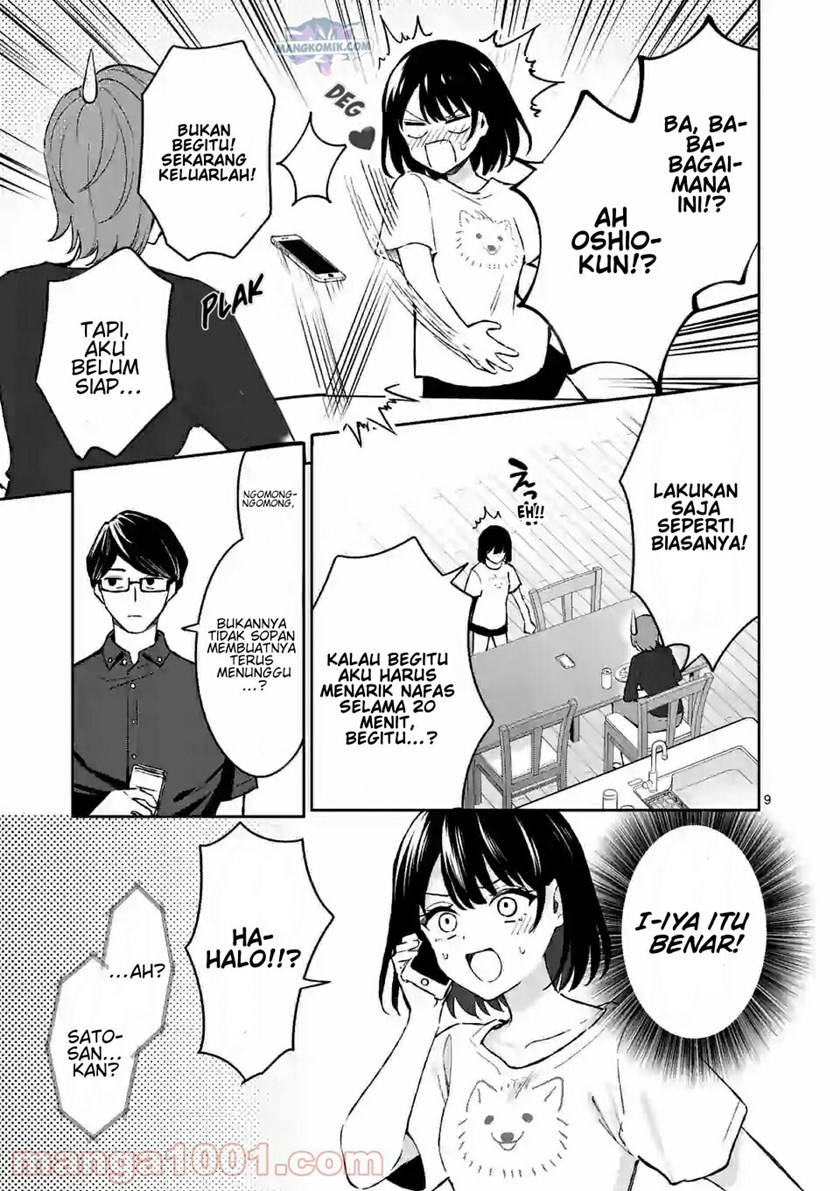 MANGKOMIK.COM
BA, BA-
BA-
BAGAI-
MANA
INI!?
AH
OSHIO-
KUN!?
DEG
BUKAN
BEGITU!
SEKARANG
KELUARLAH!
PLAK
TAPI,
AKU
BELUM
SIAP...
LAKUKAN
SAJA
SEPERTI
BIASANYA!
えっ
EH!!
KALAU BEGITU
AKU HARUS
MENARIK NAFAS
SELAMA 20
MENIT,
BEGITU...?
NGOMONG-
NGOMONG,
BUKANNYA
TIDAK SOPAN
MEMBUATNYA
TERUS
MENUNGGU
...?
9
I-IYA ITU
BENAR!
HA-
HALO!!?
...AH?
SATO-
SAN...
KAN?
manga1001.com